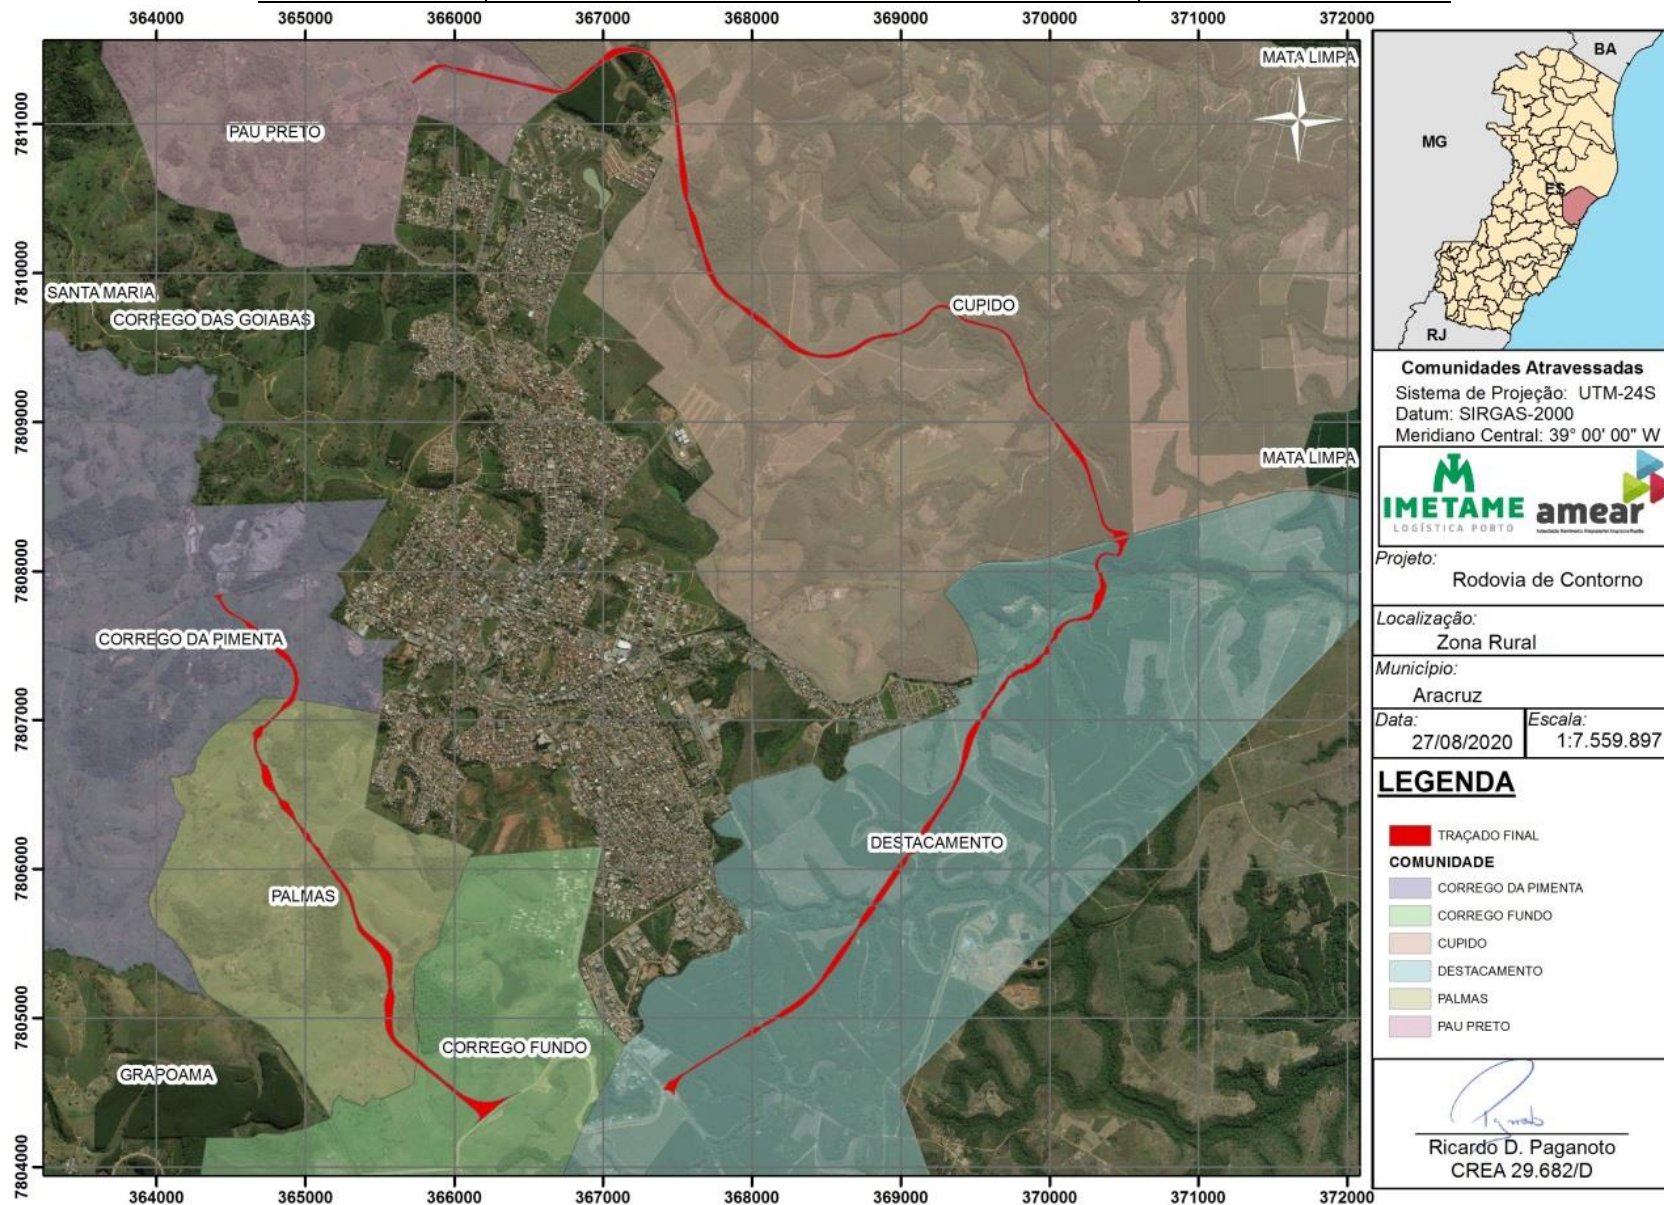 364000 365000 366000 367000 368000 369000 370000 371000 372000
7811000
7810000
7809000
7808000
7807000
7806000
7805000
7804000
MATA LIMPA
PAU PRETO
SANTA MARIA
CORREGO DAS GOIABAS
CUPIDO
MATA LIMPA
CORREGO DA PIMENTA
DESTACAMENTO
PALMAS
CORREGO FUNDO
GRAPOAMA
364000 365000 366000 367000 368000 369000 370000 371000 372000
BA
MG
ES
RJ
Comunidades Atravessadas
Sistema de Projeção: UTM-24S
Datum: SIRGAS-2000
Meridiano Central: 39° 00' 00" W
IMETAME
LOGÍSTICA PORTO
amear
Projeto:
Rodovia de Contorno
Localização:
Zona Rural
Município:
Aracruz
Data:
27/08/2020
Escala:
1:7.559.897
LEGENDA
TRAÇADO FINAL
COMUNIDADE
CORREGO DA PIMENTA
CORREGO FUNDO
CUPIDO
DESTACAMENTO
PALMAS
PAU PRETO
Ricardo D. Paganoto
CREA 29.682/D